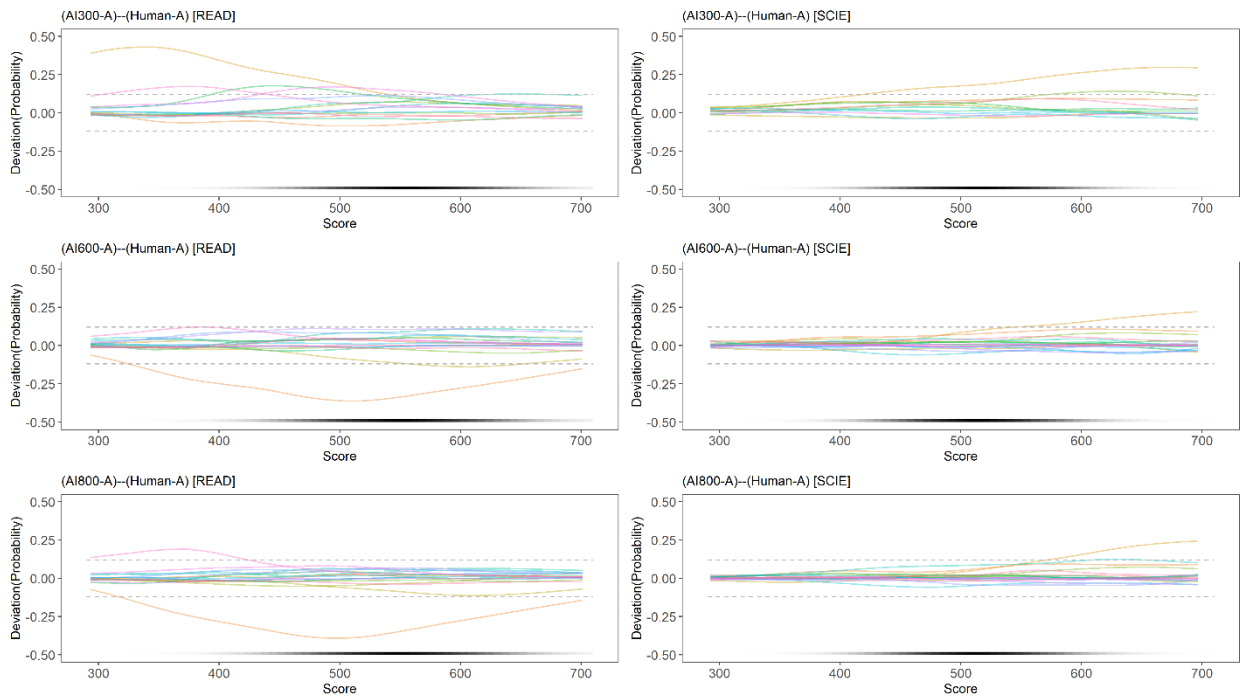 (AI300-A)--(Human-A) [READ]
0.50
0.25
0.00
-0.25
-0.50
Deviation(Probability)
300 400 500 600 700
Score
(AI300-A)--(Human-A) [SCIE]
0.50
0.25
0.00
-0.25
-0.50
Deviation(Probability)
300 400 500 600 700
Score
(AI600-A)--(Human-A) [READ]
0.50
0.25
0.00
-0.25
-0.50
Deviation(Probability)
300 400 500 600 700
Score
(AI600-A)--(Human-A) [SCIE]
0.50
0.25
0.00
-0.25
-0.50
Deviation(Probability)
300 400 500 600 700
Score
(AI800-A)--(Human-A) [READ]
0.50
0.25
0.00
-0.25
-0.50
Deviation(Probability)
300 400 500 600 700
Score
(AI800-A)--(Human-A) [SCIE]
0.50
0.25
0.00
-0.25
-0.50
Deviation(Probability)
300 400 500 600 700
Score